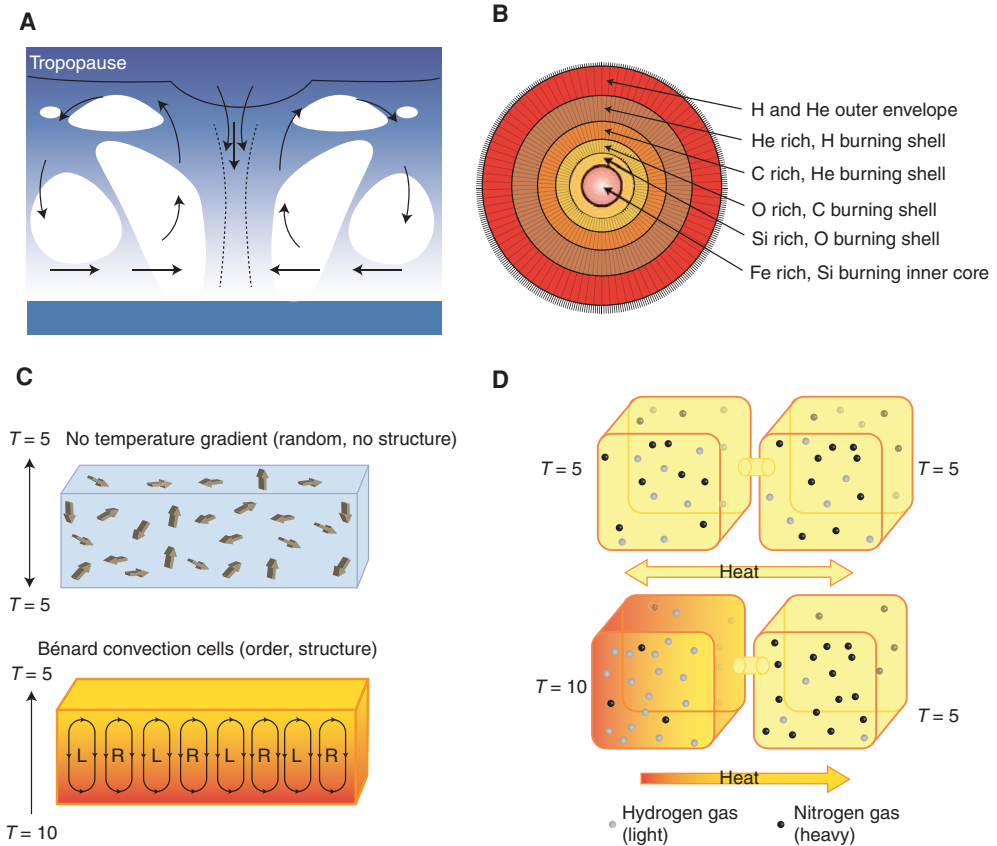 A
Tropopause
B
H and He outer envelope
He rich, H burning shell
C rich, He burning shell
O rich, C burning shell
Si rich, O burning shell
Fe rich, Si burning inner core
C
T = 5 No temperature gradient (random, no structure)
T = 5
Bénard convection cells (order, structure)
T = 5
L R L R L R L R
T = 10
D
T = 5
T = 5
Heat
T = 10
T = 5
Heat
Hydrogen gas
(light)
Nitrogen gas
(heavy)